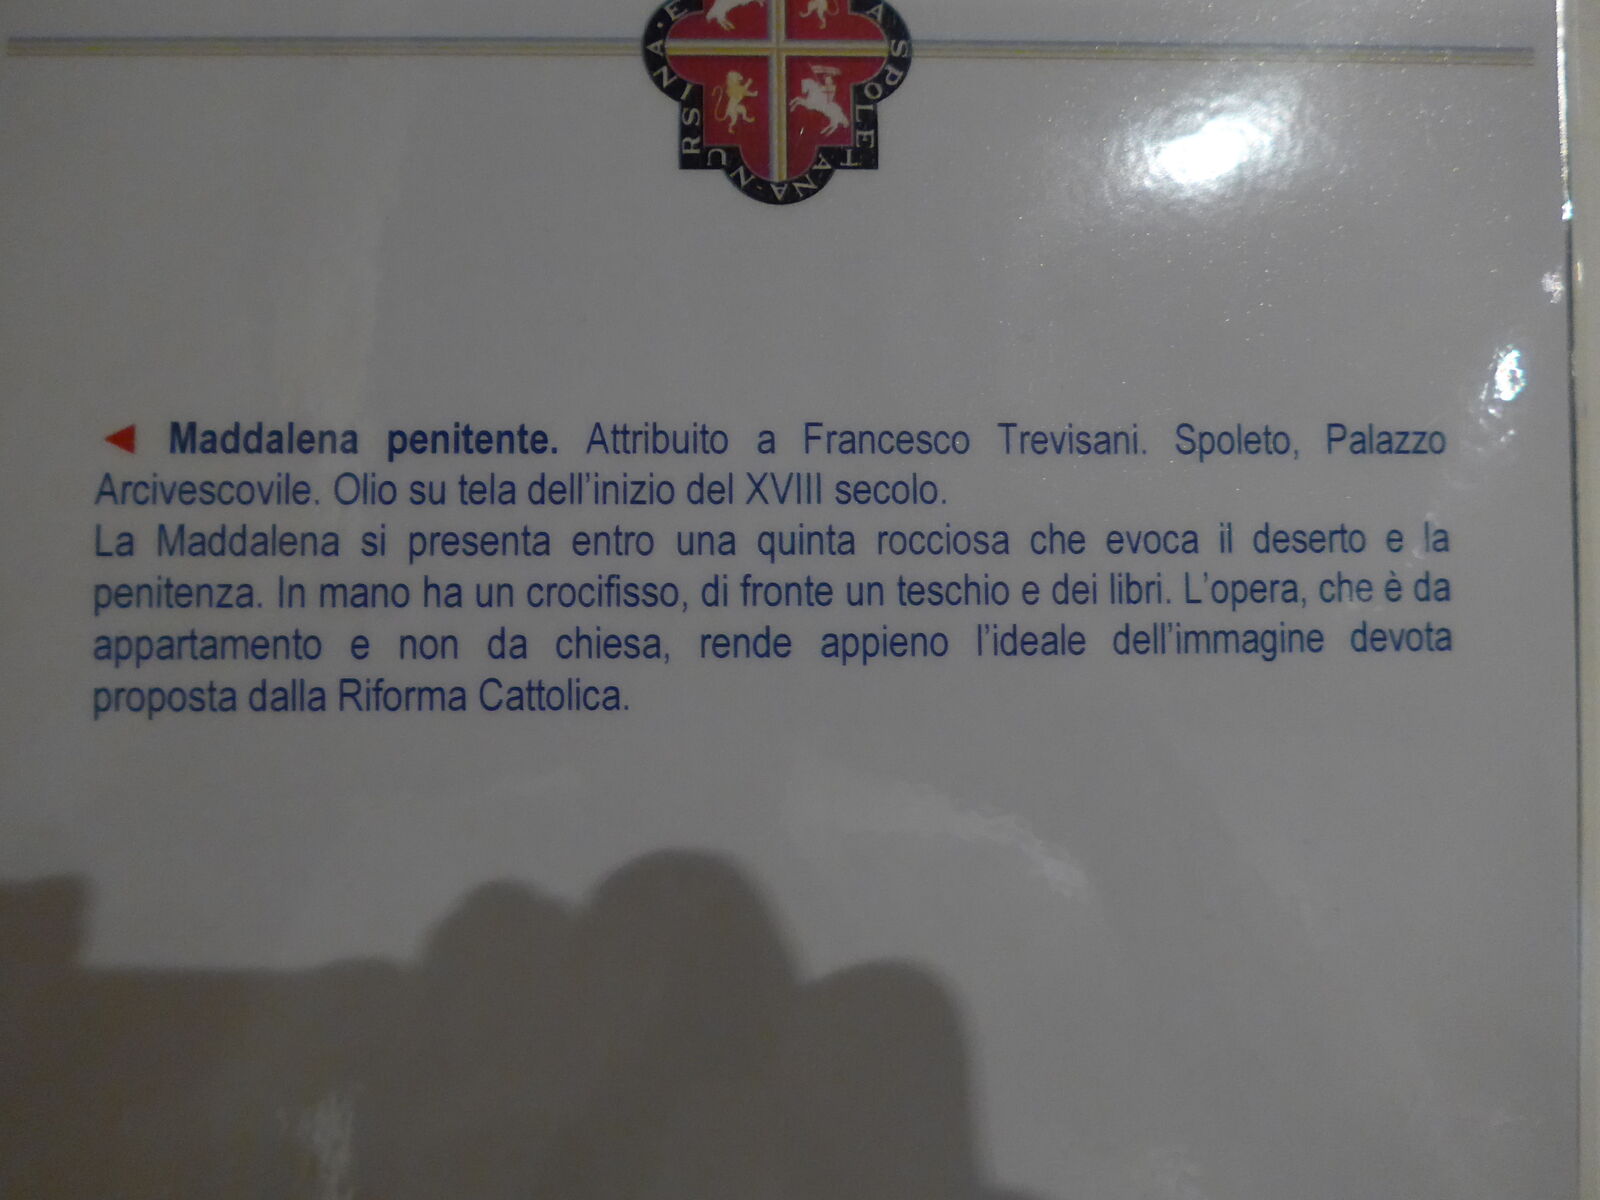 A SPOLETANA · NURSINA · E
◄ Maddalena penitente. Attribuito a Francesco Trevisani. Spoleto, Palazzo
Arcivescovile. Olio su tela dell'inizio del XVIII secolo.
La Maddalena si presenta entro una quinta rocciosa che evoca il deserto e la
penitenza. In mano ha un crocifisso, di fronte un teschio e dei libri. L'opera, che è da
appartamento e non da chiesa, rende appieno l'ideale dell'immagine devota
proposta dalla Riforma Cattolica.